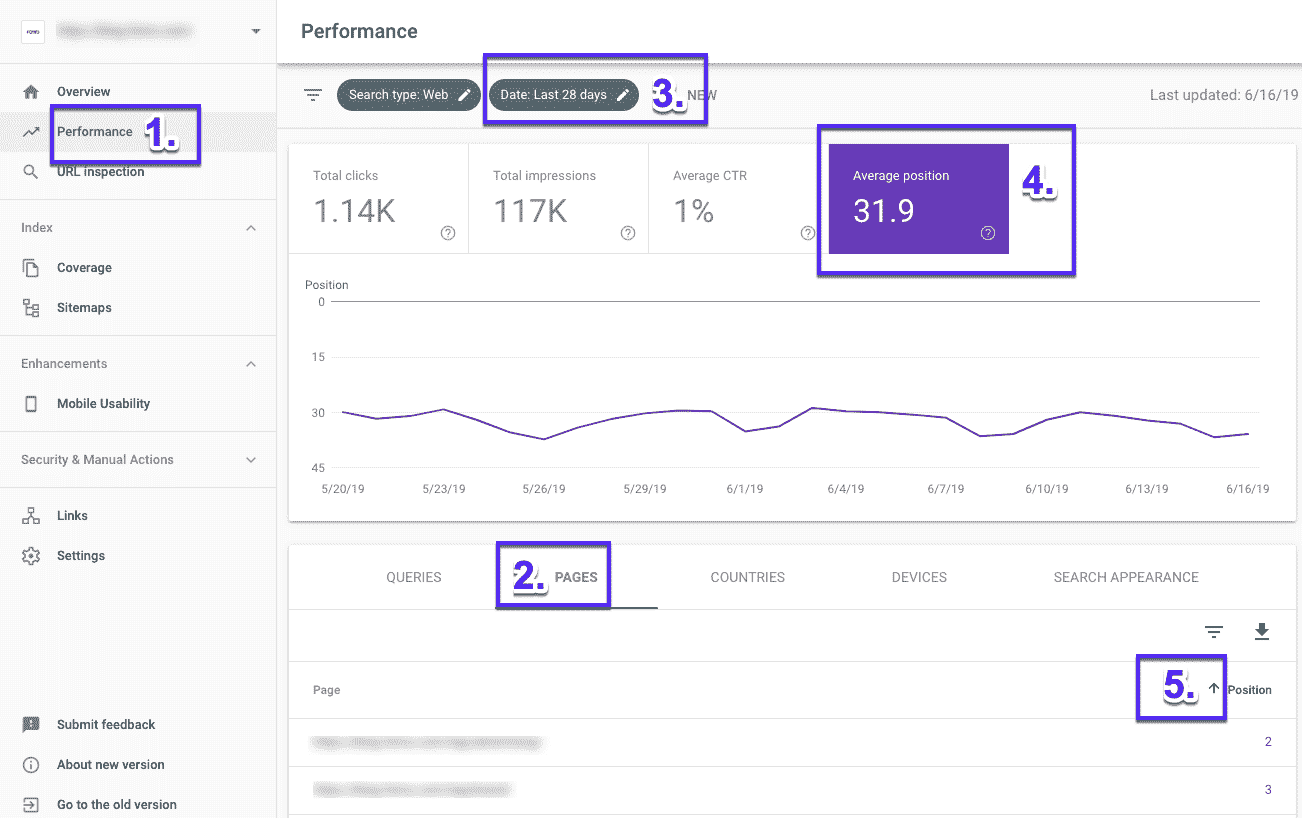 Performance
Overview
Performance 1.
URL inspection
Index
Coverage
Sitemaps
Enhancements
Mobile Usability
Security & Manual Actions
Links
Settings
Submit feedback
About new version
Go to the old version
Search type: Web
Date: Last 28 days
3.
NEW
Last updated: 6/16/19
Total clicks
1.14K
Total impressions
117K
Average CTR
1%
Average position
31.9
4.
Position
0
15
30
45
5/20/19 5/23/19 5/26/19 5/29/19 6/1/19 6/4/19 6/7/19 6/10/19 6/13/19 6/16/19
QUERIES 2. PAGES COUNTRIES DEVICES SEARCH APPEARANCE
Page 5. Position
2
3